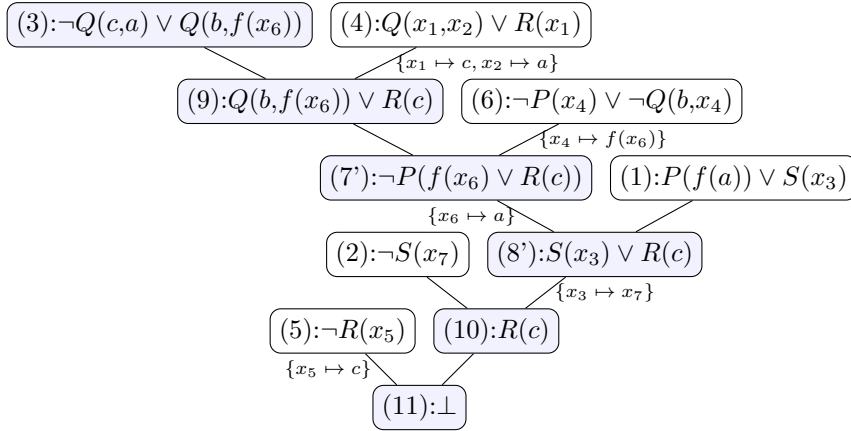 (3):¬Q(c,a) ∨ Q(b,f(x₆)) (4):Q(x₁,x₂) ∨ R(x₁)
{x₁ ↦ c, x₂ ↦ a}
(9):Q(b,f(x₆)) ∨ R(c) (6):¬P(x₄) ∨ ¬Q(b,x₄)
{x₄ ↦ f(x₆)}
(7'):¬P(f(x₆) ∨ R(c)) (1):P(f(a)) ∨ S(x₃)
{x₆ ↦ a}
(2):¬S(x₇) (8'):S(x₃) ∨ R(c)
{x₃ ↦ x₇}
(5):¬R(x₅) (10):R(c)
{x₅ ↦ c}
(11):⊥